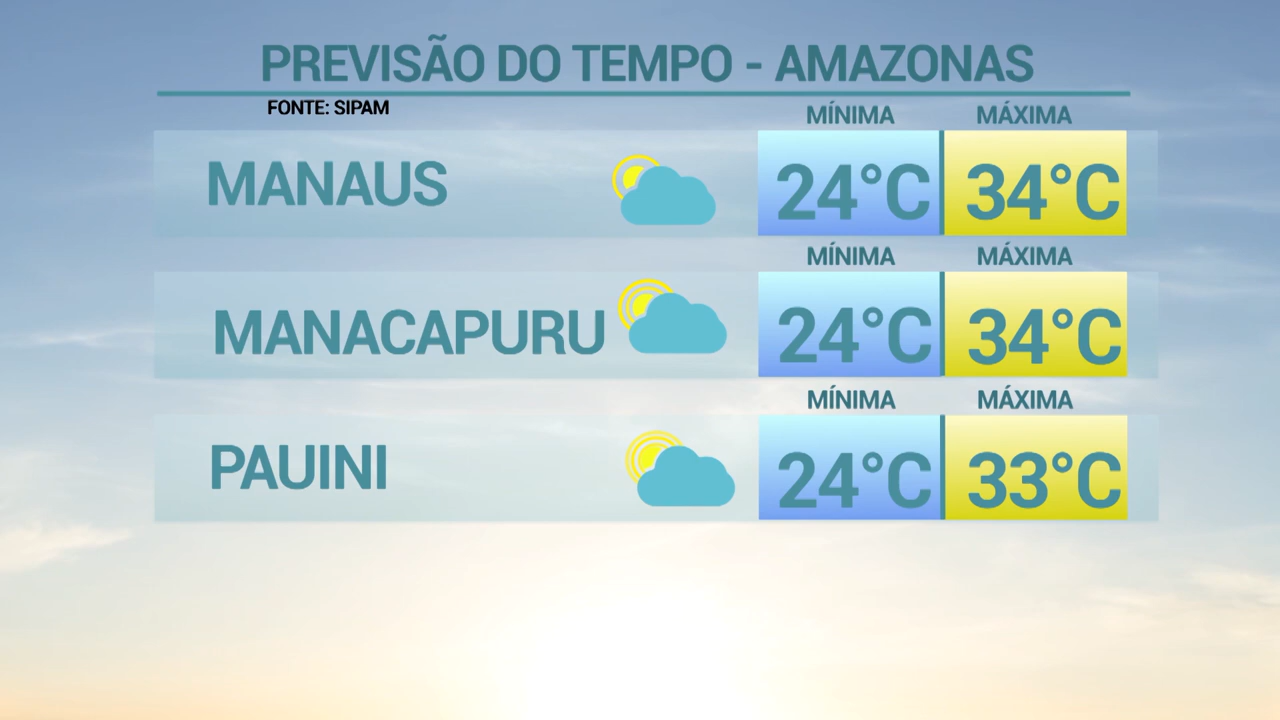 PREVISÃO DO TEMPO - AMAZONAS
FONTE: SIPAM
MÍNIMA MÁXIMA
MANAUS 24°C 34°C
MÍNIMA MÁXIMA
MANACAPURU 24°C 34°C
MÍNIMA MÁXIMA
PAUINI 24°C 33°C